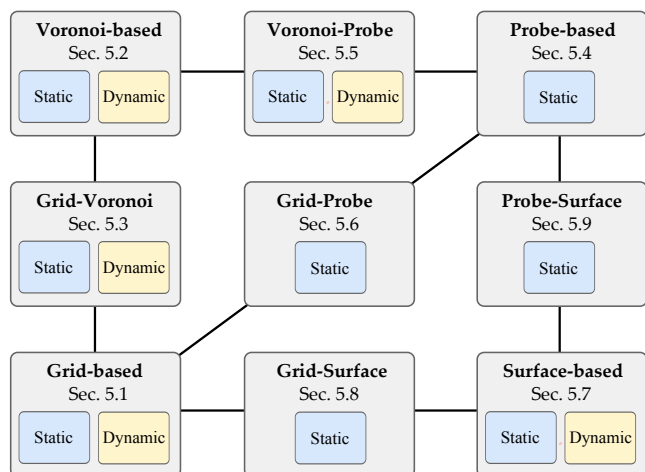 Voronoi-based
Sec. 5.2
Static Dynamic
Voronoi-Probe
Sec. 5.5
Static Dynamic
Probe-based
Sec. 5.4
Static
Grid-Voronoi
Sec. 5.3
Static Dynamic
Grid-Probe
Sec. 5.6
Static
Probe-Surface
Sec. 5.9
Static
Grid-based
Sec. 5.1
Static Dynamic
Grid-Surface
Sec. 5.8
Static
Surface-based
Sec. 5.7
Static Dynamic